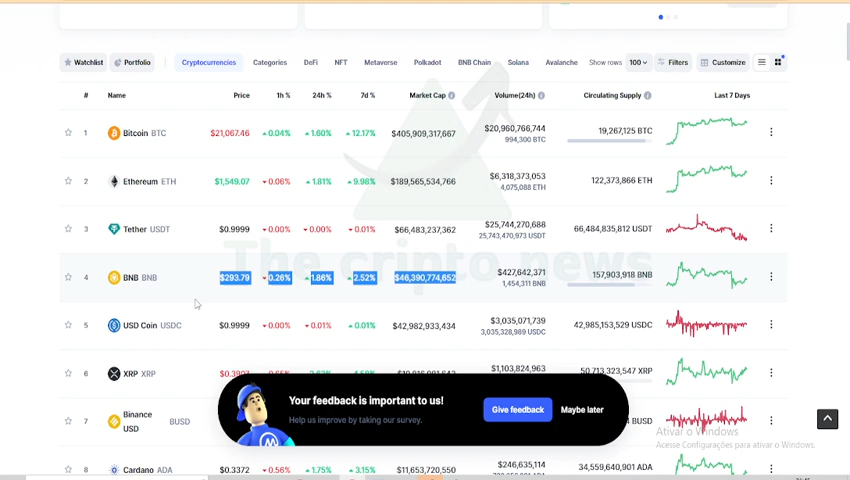 Watchlist Portfolio Cryptocurrencies Categories DeFi NFT Metaverse Polkadot BNB Chain Solana Avalanche Show rows 100 Filters Customize
# Name Price 1h % 24h % 7d % Market Cap Volume(24h) Circulating Supply Last 7 Days
1 Bitcoin BTC $21,067.46 0.04% 1.60% 12.17% $405,909,317,667 $20,960,766,744 19,267,125 BTC
994,300 BTC
2 Ethereum ETH $1,549.07 0.06% 1.81% 9.98% $189,565,534,766 $6,318,373,053 122,373,866 ETH
4,075,088 ETH
3 Tether USDT $0.9999 0.00% 0.00% 0.01% $66,483,237,362 $25,744,270,688 66,484,835,812 USDT
25,743,470,973 USDT
The cripto news
4 BNB BNB $293.79 0.26% 1.86% 2.52% $46,390,774,652 $427,642,371 157,903,918 BNB
1,454,311 BNB
5 USD Coin USDC $0.9999 0.00% 0.01% 0.01% $42,982,933,434 $3,035,071,739 42,985,153,529 USDC
3,035,328,989 USDC
6 XRP XRP $1,103,824,963 50,713,323,547 XRP
7 Binance USD BUSD BUSD
Your feedback is important to us!
Help us improve by taking our survey.
Give feedback Maybe later
Ativar o Windows
Acesse Configurações para ativar o Windows.
8 Cardano ADA $0.3372 0.56% 1.75% 3.15% $11,653,720,550 $246,635,114 34,559,640,901 ADA